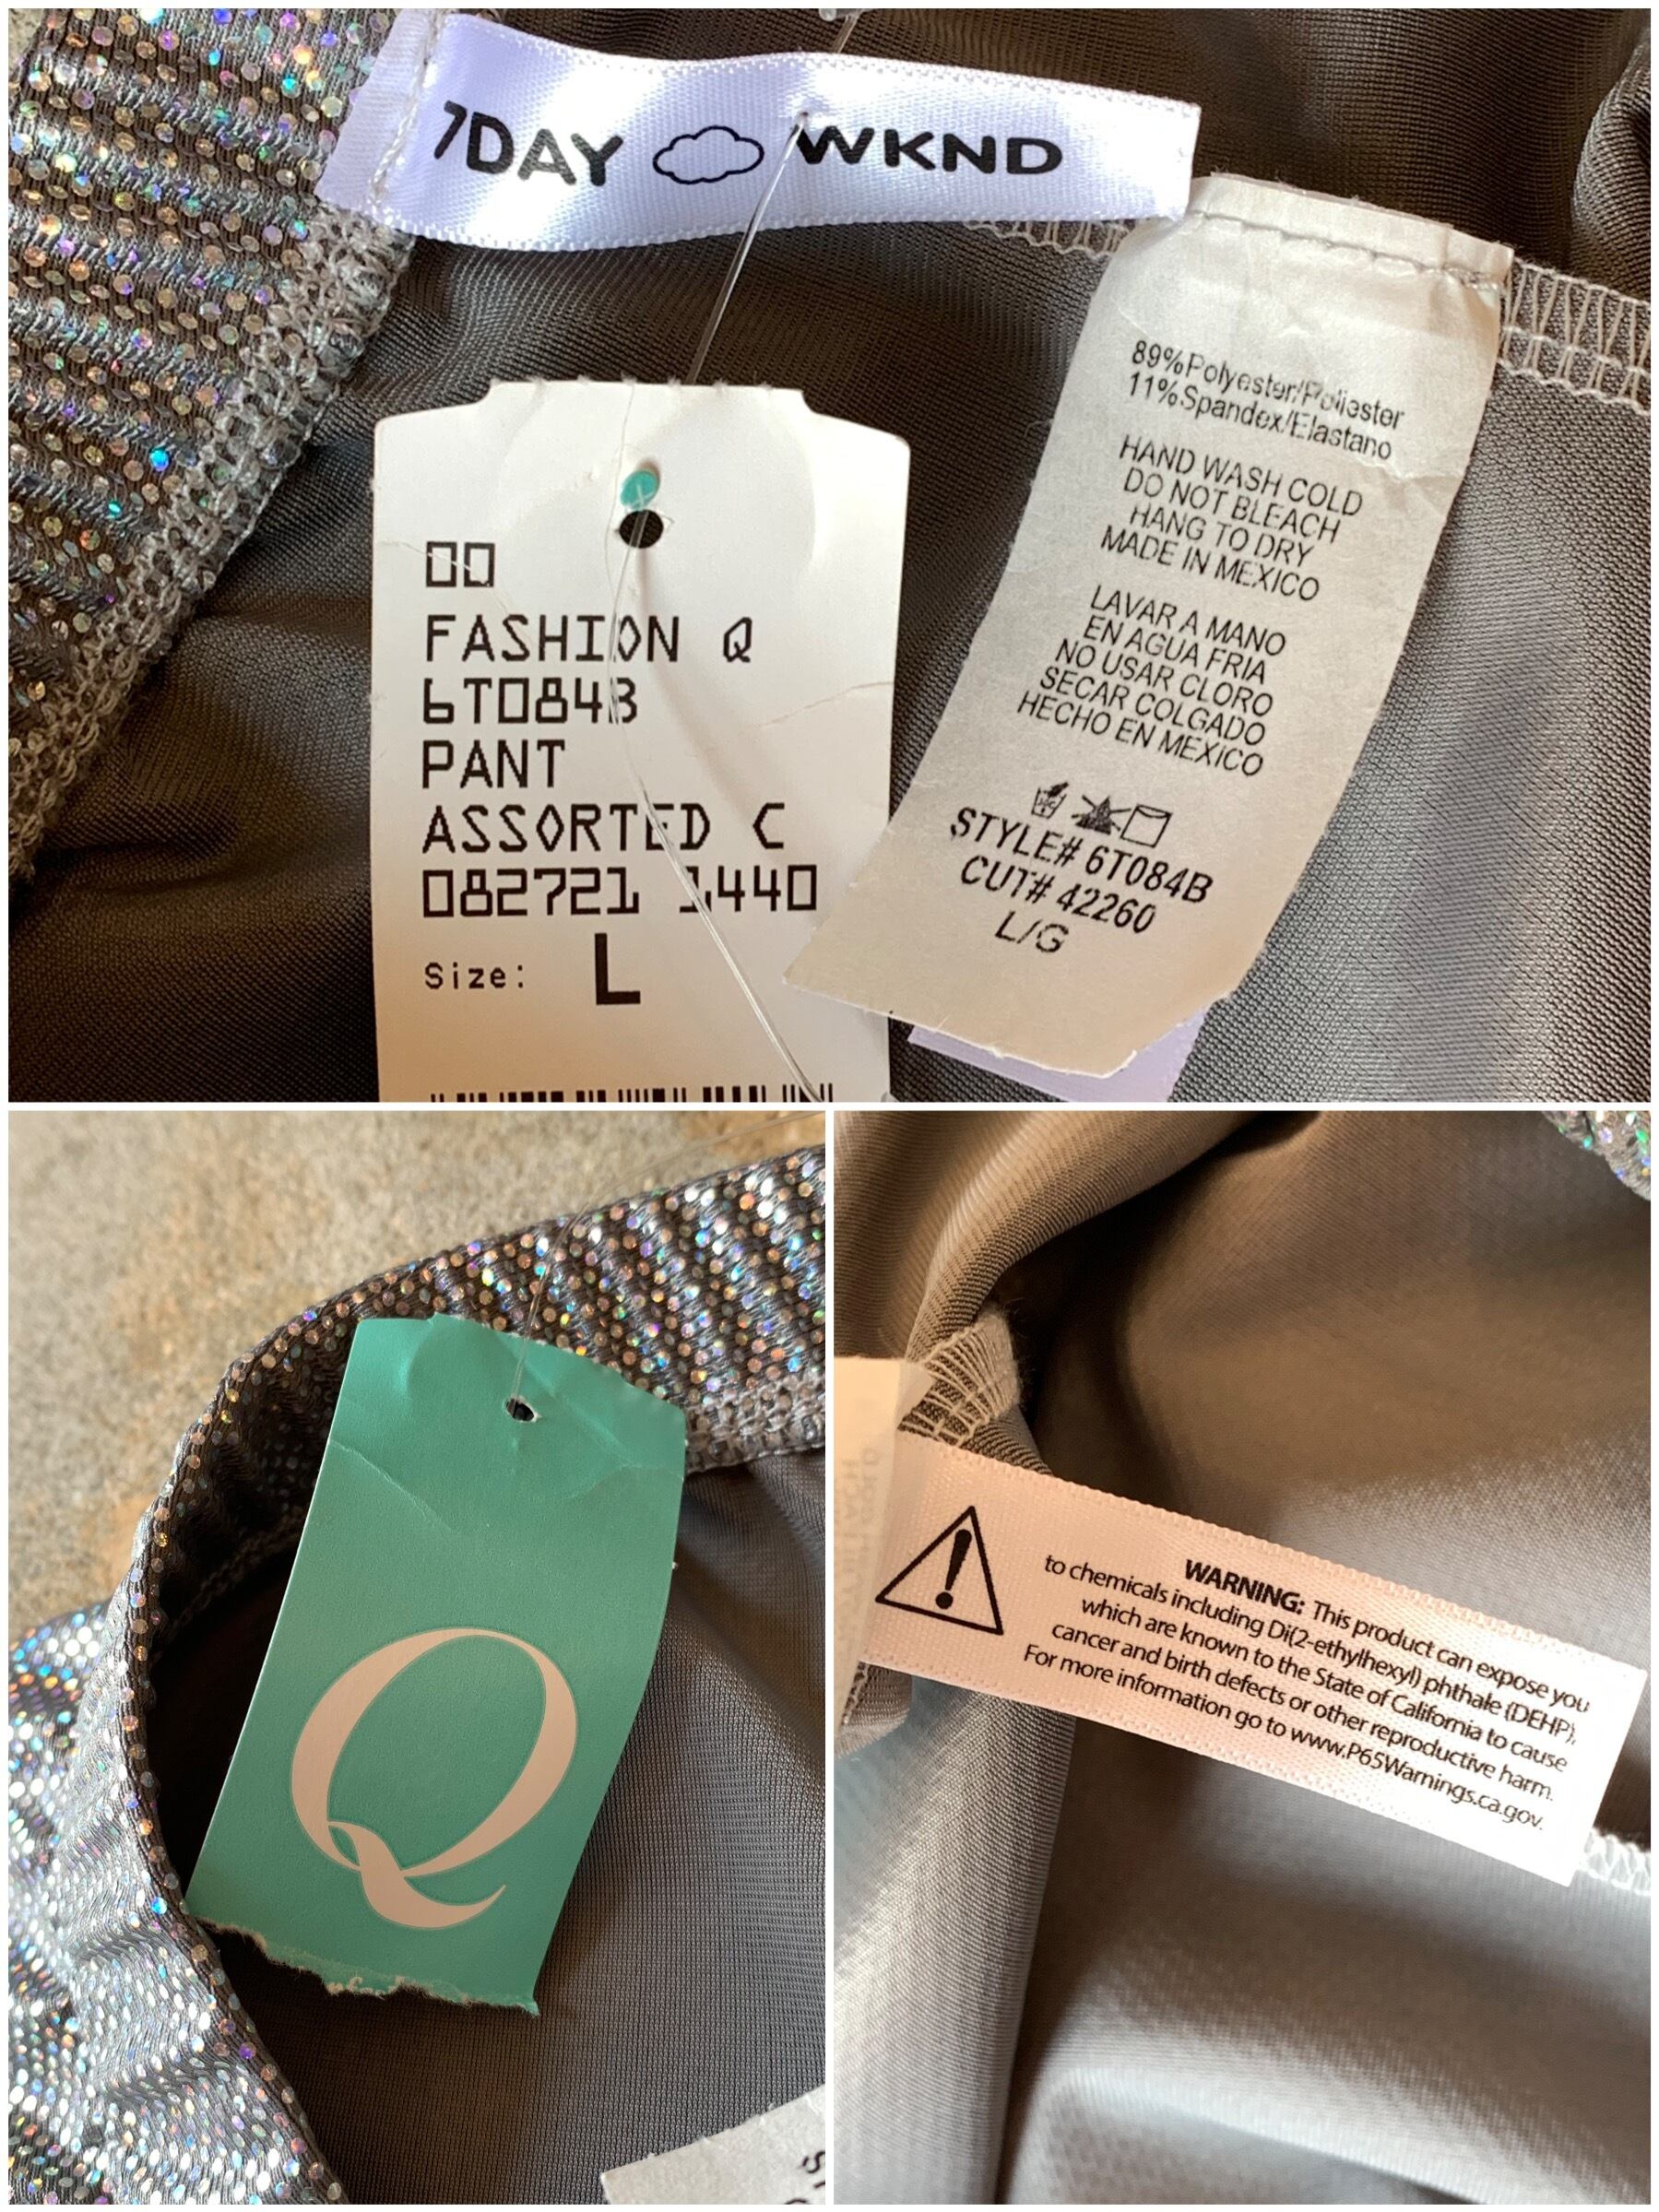 7DAY WKND
00
FASHION Q
6T084B
PANT
ASSORTED C
082721 1440
Size: L
89%Polyester/Poliester
11%Spandex/Elastano
HAND WASH COLD
DO NOT BLEACH
HANG TO DRY
MADE IN MEXICO
LAVAR A MANO
EN AGUA FRIA
NO USAR CLORO
SECAR COLGADO
HECHO EN MEXICO
STYLE# 6T084B
CUT# 42260
L/G
Q
WARNING: This product can expose you
to chemicals including Di(2-ethylhexyl) phthale (DEHP),
which are known to the State of California to cause
cancer and birth defects or other reproductive harm.
For more information go to www.P65Warnings.ca.gov.